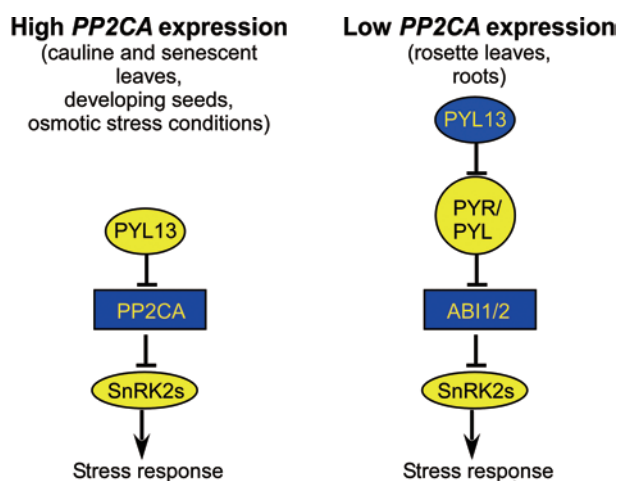 High PP2CA expression
(cauline and senescent
leaves,
developing seeds,
osmotic stress conditions)
PYL13
PP2CA
SnRK2s
Stress response
Low PP2CA expression
(rosette leaves,
roots)
PYL13
PYR/
PYL
ABI1/2
SnRK2s
Stress response